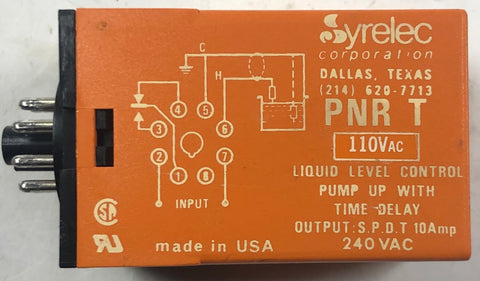 Syrelec
corporation
DALLAS, TEXAS
(214) 620-7713
PNR T
110VAC
LIQUID LEVEL CONTROL
PUMP UP WITH
TIME DELAY
OUTPUT: S.P.D.T 10Amp
240 VAC
C
H
4
5
3
6
2
7
1
8
INPUT
made in USA